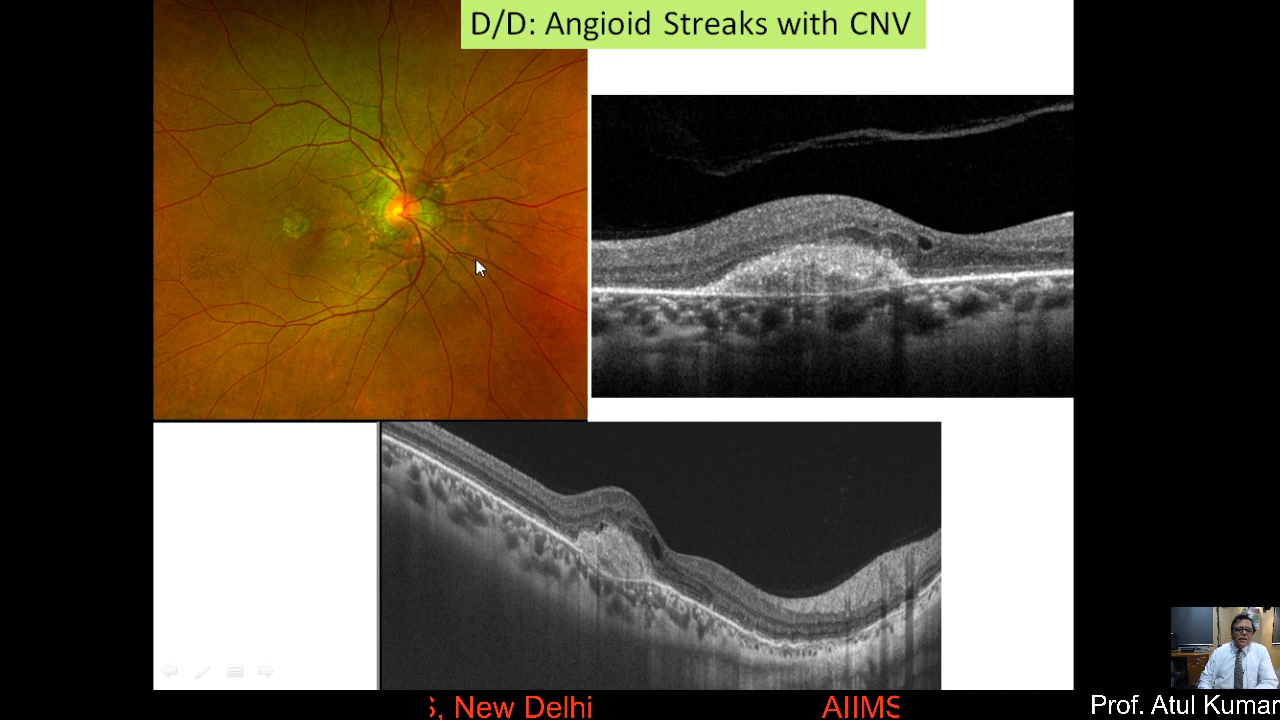 D/D: Angioid Streaks with CNV
, New Delhi
AIIMS
Prof. Atul Kumar